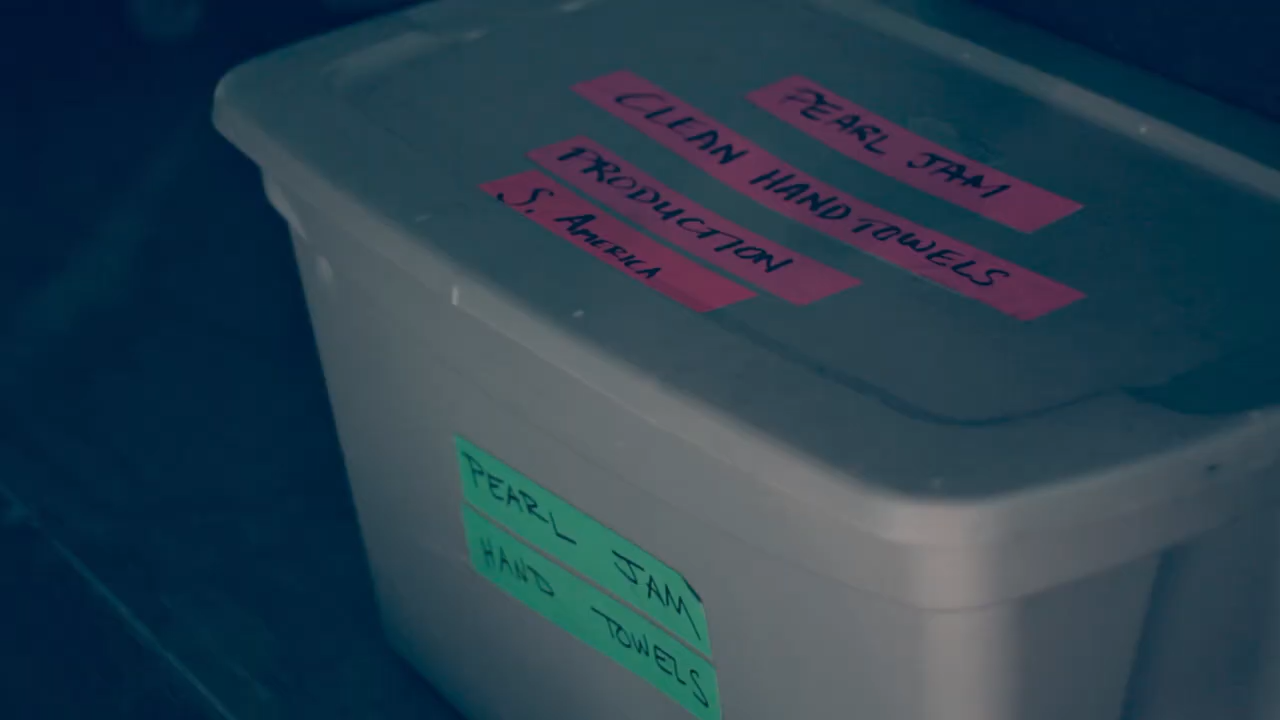 PEARL JAM
CLEAN HAND TOWELS
PRODUCTION
S. AMERICA
PEARL JAM
HAND TOWELS